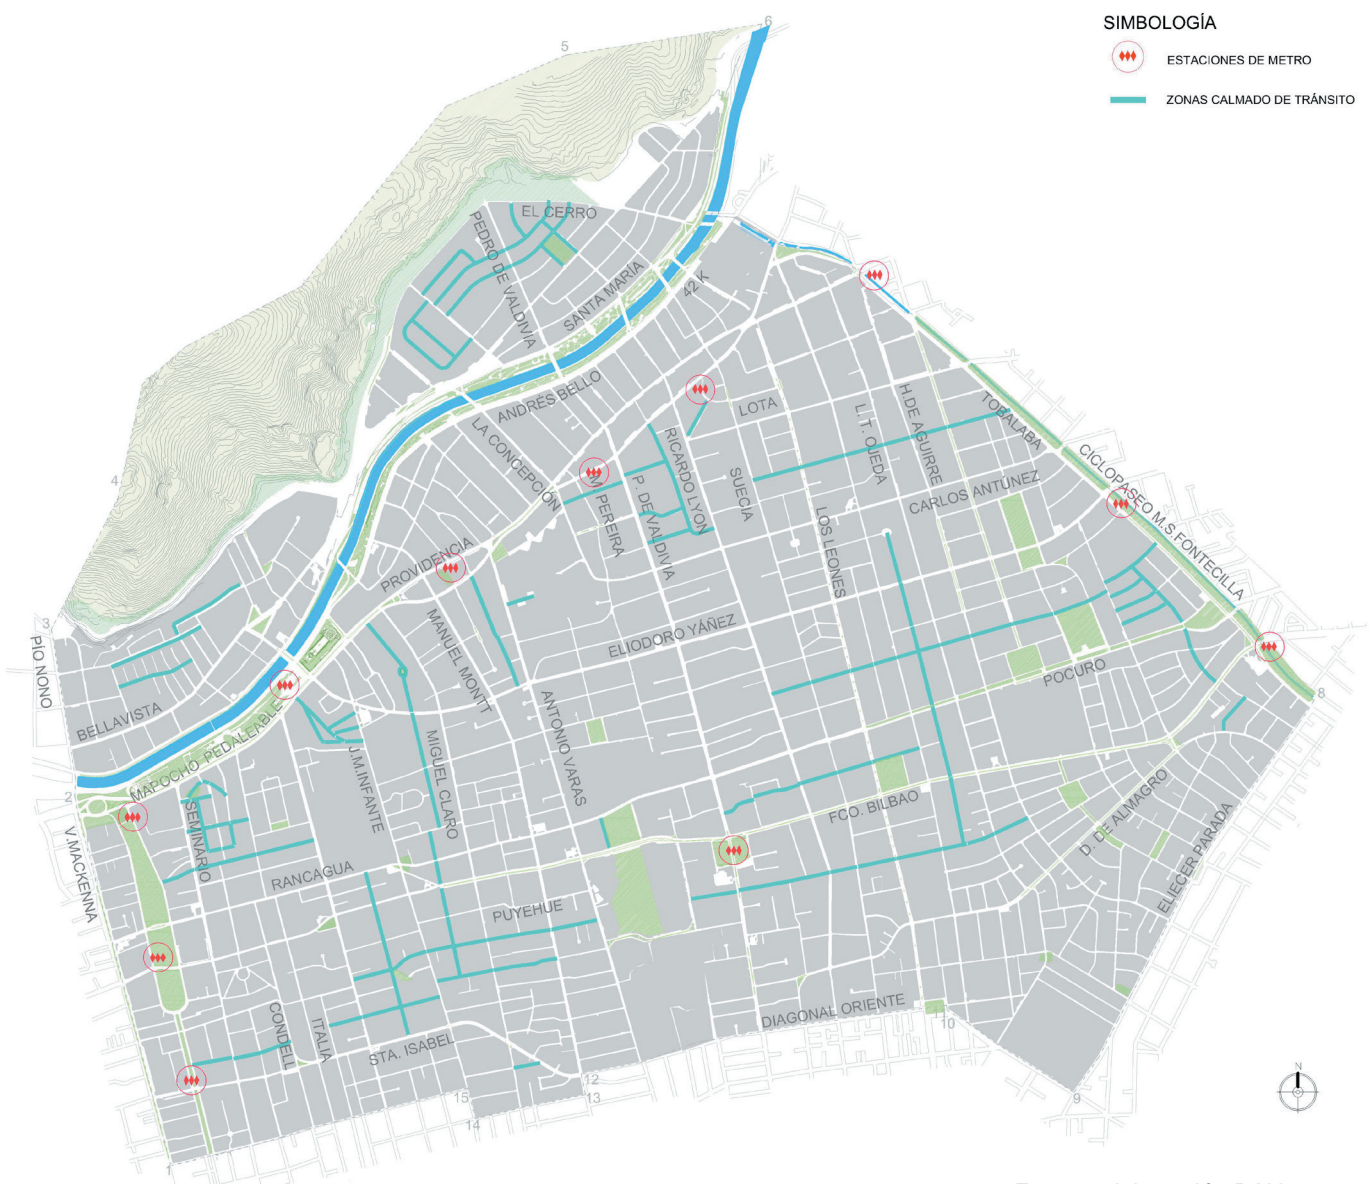 SIMBOLOGÍA
ESTACIONES DE METRO
ZONAS CALMADO DE TRÁNSITO
6
5
EL CERRO
PEDRO DE VALDIVIA
SANTA MARÍA
42 K
ANDRÉS BELLO
LA CONCEPCIÓN
LOTA
L.T. OJEDA
H.DE AGUIRRE
TOBALABA
CICLOPASEO M.S.FONTECILLA
RICARDO LYON
SUECIA
M. PEREIRA
P. DE VALDIVIA
LOS LEONES
CARLOS ANTÚNEZ
4
PROVIDENCIA
3
PÍO NONO
MANUEL MONTT
ELIODORO YÁÑEZ
POCURO
8
BELLAVISTA
MAPOCHO PEDALEABLE
J.M.INFANTE
MIGUEL CLARO
ANTONIO VARAS
2
V.MACKENNA
SEMINARIO
FCO. BILBAO
D. DE ALMAGRO
ELIECER PARADA
RANCAGUA
PUYEHUE
CONDELL
ITALIA
STA. ISABEL
DIAGONAL ORIENTE
10
12
13
15
14
9
1
N